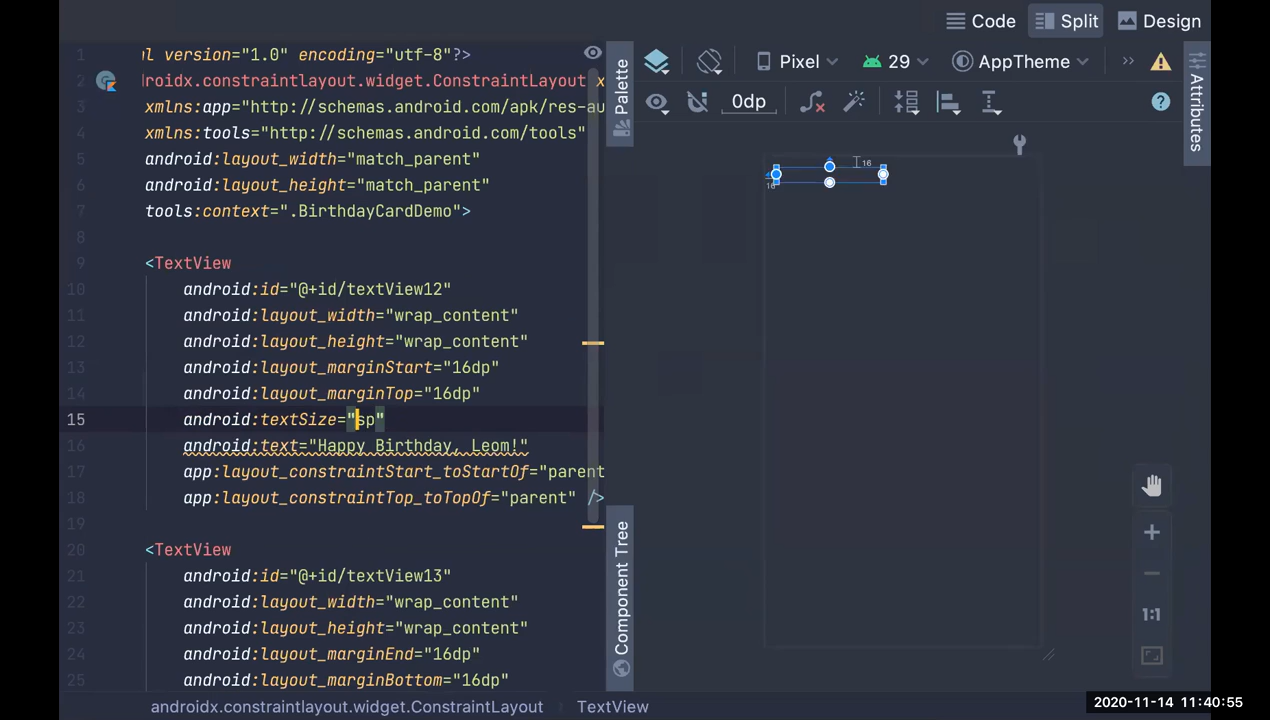 Code Split Design
1 ml version="1.0" encoding="utf-8"?>
2 droidx.constraintlayout.widget.ConstraintLayout x
3 xmlns:app="http://schemas.android.com/apk/res-au
4 xmlns:tools="http://schemas.android.com/tools"
5 android:layout_width="match_parent"
6 android:layout_height="match_parent"
7 tools:context=".BirthdayCardDemo">
8
9 <TextView
10 android:id="@+id/textView12"
11 android:layout_width="wrap_content"
12 android:layout_height="wrap_content"
13 android:layout_marginStart="16dp"
14 android:layout_marginTop="16dp"
15 android:textSize="sp"
16 android:text="Happy Birthday, Leom!"
17 app:layout_constraintStart_toStartOf="parent
18 app:layout_constraintTop_toTopOf="parent" />
19
20 <TextView
21 android:id="@+id/textView13"
22 android:layout_width="wrap_content"
23 android:layout_height="wrap_content"
24 android:layout_marginEnd="16dp"
25 android:layout_marginBottom="16dp"
androidx.constraintlayout.widget.ConstraintLayout TextView
Palette
Component Tree
Pixel 29 AppTheme
0dp
Attributes
16
16
1:1
2020-11-14 11:40:55